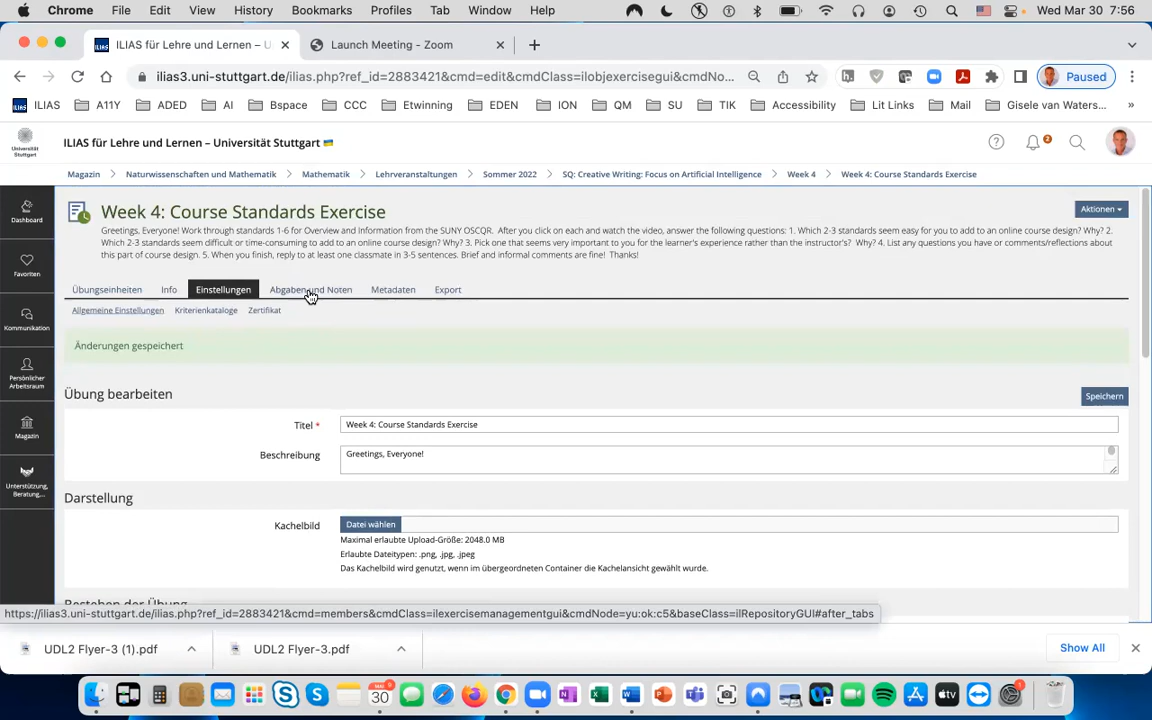 Chrome File Edit View History Bookmarks Profiles Tab Window Help Wed Mar 30 7:56
ILIAS für Lehre und Lernen – U Launch Meeting - Zoom
ilias3.uni-stuttgart.de/ilias.php?ref_id=2883421&cmd=edit&cmdClass=ilobjexercisegui&cmdNo... Paused
ILIAS A11Y ADED AI Bspace CCC Etwinning EDEN ION QM SU TIK Accessibility Lit Links Mail Gisele van Waters... »
ILIAS für Lehre und Lernen – Universität Stuttgart 2
Magazin Naturwissenschaften und Mathematik Mathematik Lehrveranstaltungen Sommer 2022 SQ: Creative Writing: Focus on Artificial Intelligence Week 4 Week 4: Course Standards Exercise
Dashboard
Favoriten
Kommunikation
Persönlicher
Arbeitsraum
Magazin
Unterstützung,
Beratung,...
Week 4: Course Standards Exercise Aktionen
Greetings, Everyone! Work through standards 1-6 for Overview and Information from the SUNY OSCQR. After you click on each and watch the video, answer the following questions: 1. Which 2-3 standards seem easy for you to add to an online course design? Why? 2.
Which 2-3 standards seem difficult or time-consuming to add to an online course design? Why? 3. Pick one that seems very important to you for the learner's experience rather than the instructor's? Why? 4. List any questions you have or comments/reflections about
this part of course design. 5. When you finish, reply to at least one classmate in 3-5 sentences. Brief and informal comments are fine! Thanks!
Übungseinheiten Info Einstellungen Abgaben und Noten Metadaten Export
Allgemeine Einstellungen Kriterienkataloge Zertifikat
Änderungen gespeichert
Übung bearbeiten Speichern
Titel * Week 4: Course Standards Exercise
Beschreibung Greetings, Everyone!
Darstellung
Kachelbild Datei wählen
Maximal erlaubte Upload-Größe: 2048.0 MB
Erlaubte Dateitypen: .png, .jpg, .jpeg
Das Kachelbild wird genutzt, wenn im übergeordneten Container die Kachelansicht gewählt wurde.
Bestehen der Übung
https://ilias3.uni-stuttgart.de/ilias.php?ref_id=2883421&cmd=members&cmdClass=ilexercisemanagementgui&cmdNode=yu:ok:c5&baseClass=ilRepositoryGUI#after_tabs
UDL2 Flyer-3 (1).pdf UDL2 Flyer-3.pdf Show All
30 tv 1